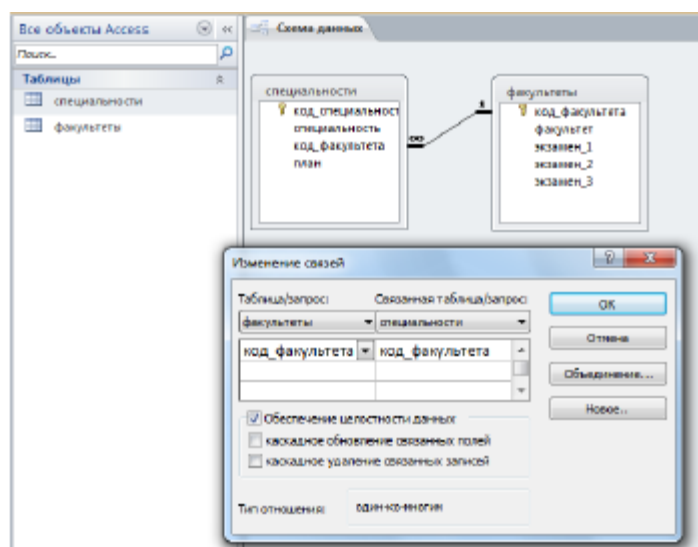 Все объекты Access
Поиск...
Таблицы
специальности
факультеты
Схема данных
специальности
код_специальност
специальность
код_факультета
план
∞
1
факультеты
код_факультета
факультет
экзамен_1
экзамен_2
экзамен_3
Изменение связей
Таблица/запрос: Связанная таблица/запрос:
факультеты специальности
код_факультета код_факультета
Обеспечение целостности данных
каскадное обновление связанных полей
каскадное удаление связанных записей
Тип отношения: один-ко-многим
ОК
Отмена
Объединение...
Новое...